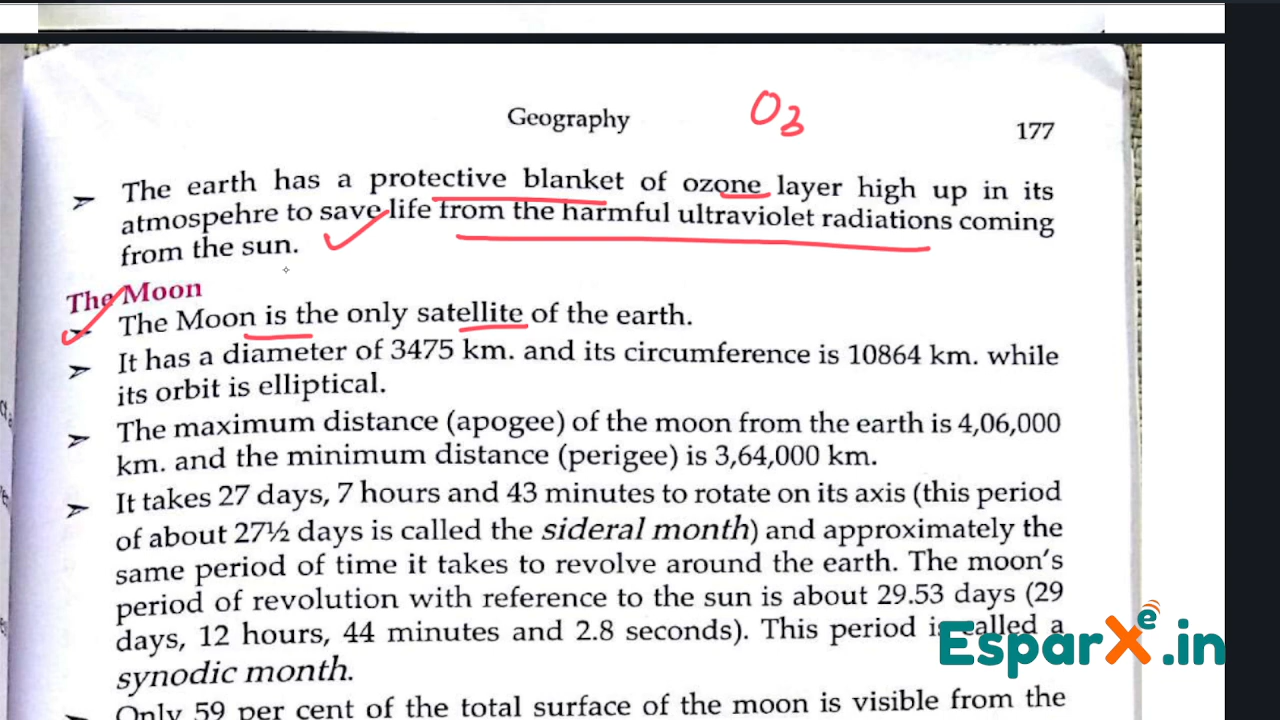 Geography
O3
177
➤ The earth has a protective blanket of ozone layer high up in its
atmospehre to save life from the harmful ultraviolet radiations coming
from the sun.
The Moon
➤ The Moon is the only satellite of the earth.
➤ It has a diameter of 3475 km. and its circumference is 10864 km. while
its orbit is elliptical.
➤ The maximum distance (apogee) of the moon from the earth is 4,06,000
km. and the minimum distance (perigee) is 3,64,000 km.
➤ It takes 27 days, 7 hours and 43 minutes to rotate on its axis (this period
of about 27½ days is called the sideral month) and approximately the
same period of time it takes to revolve around the earth. The moon's
period of revolution with reference to the sun is about 29.53 days (29
days, 12 hours, 44 minutes and 2.8 seconds). This period is called a
synodic month.
➤ Only 59 per cent of the total surface of the moon is visible from the
EsparXe.in